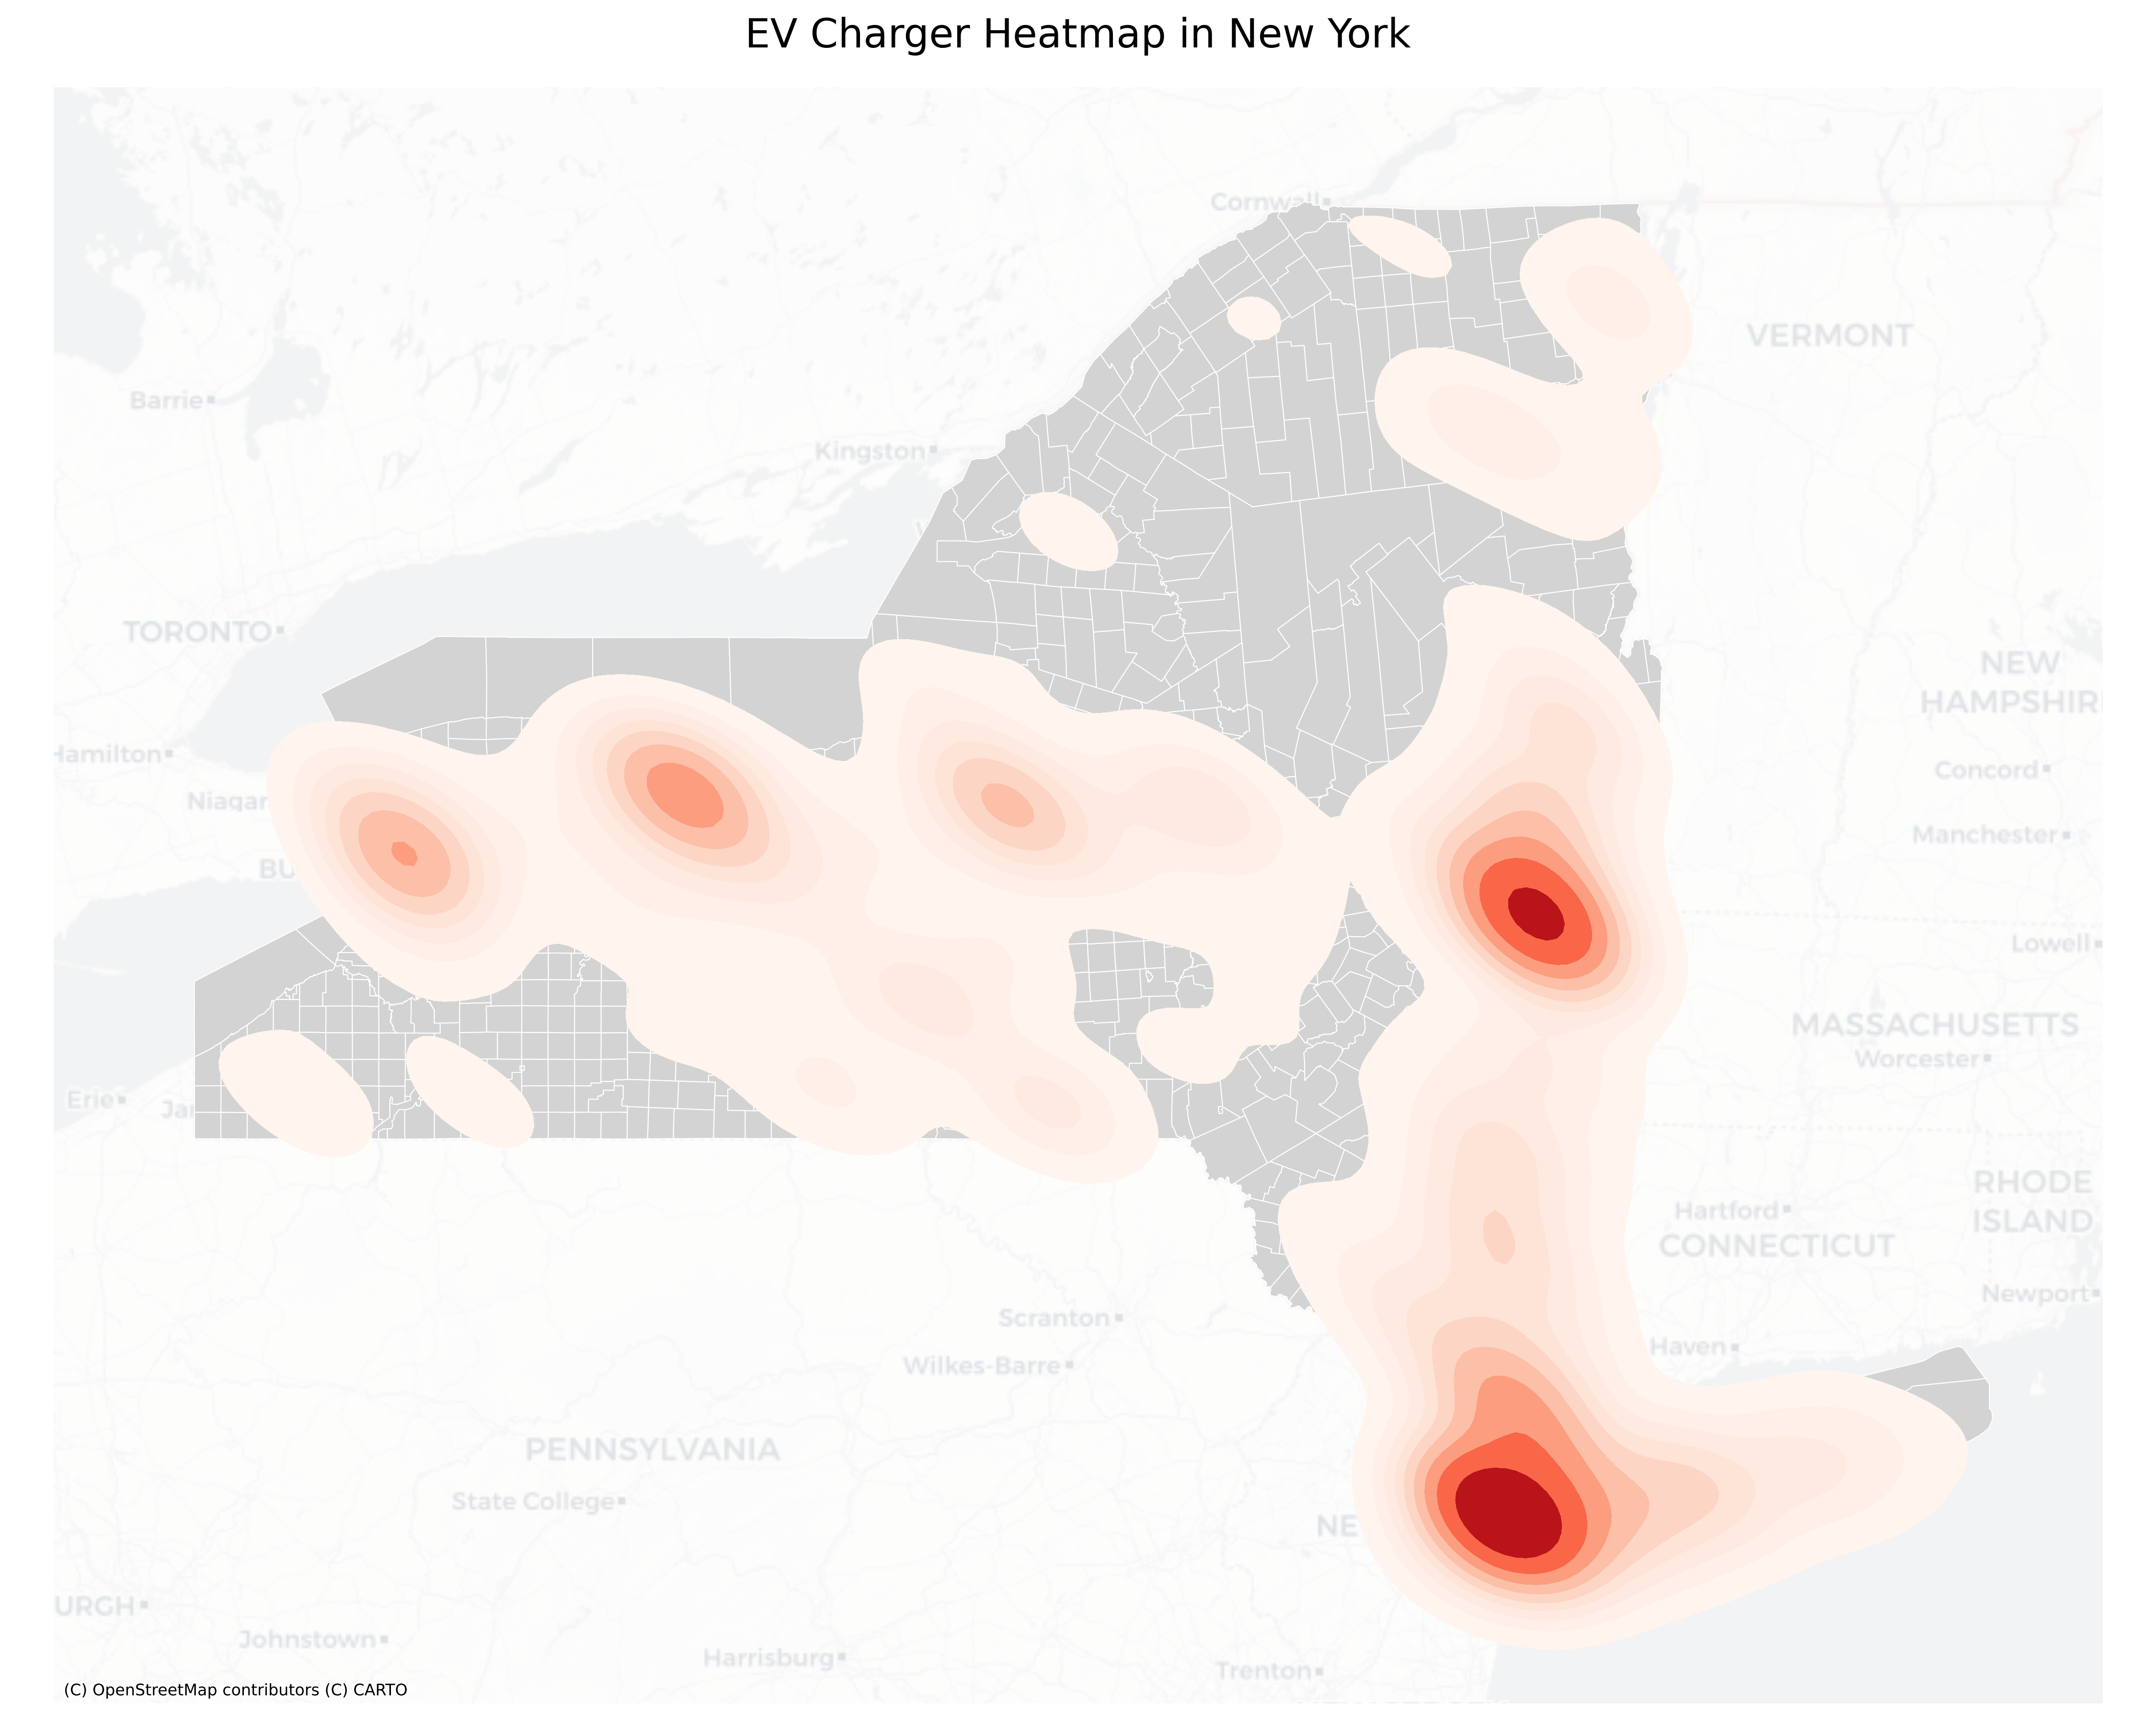 EV Charger Heatmap in New York
Cornwall
VERMONT
Barrie
Kingston
TORONTO
NEW
HAMPSHIR
Hamilton
Concord
Niagar
Manchester
BU
Lowell
MASSACHUSETTS
Worcester
Erie
Jar
RHODE
ISLAND
Hartford
CONNECTICUT
Newport
Scranton
Haven
Wilkes-Barre
PENNSYLVANIA
State College
NE
URGH
Johnstown
Harrisburg
Trenton
(C) OpenStreetMap contributors (C) CARTO